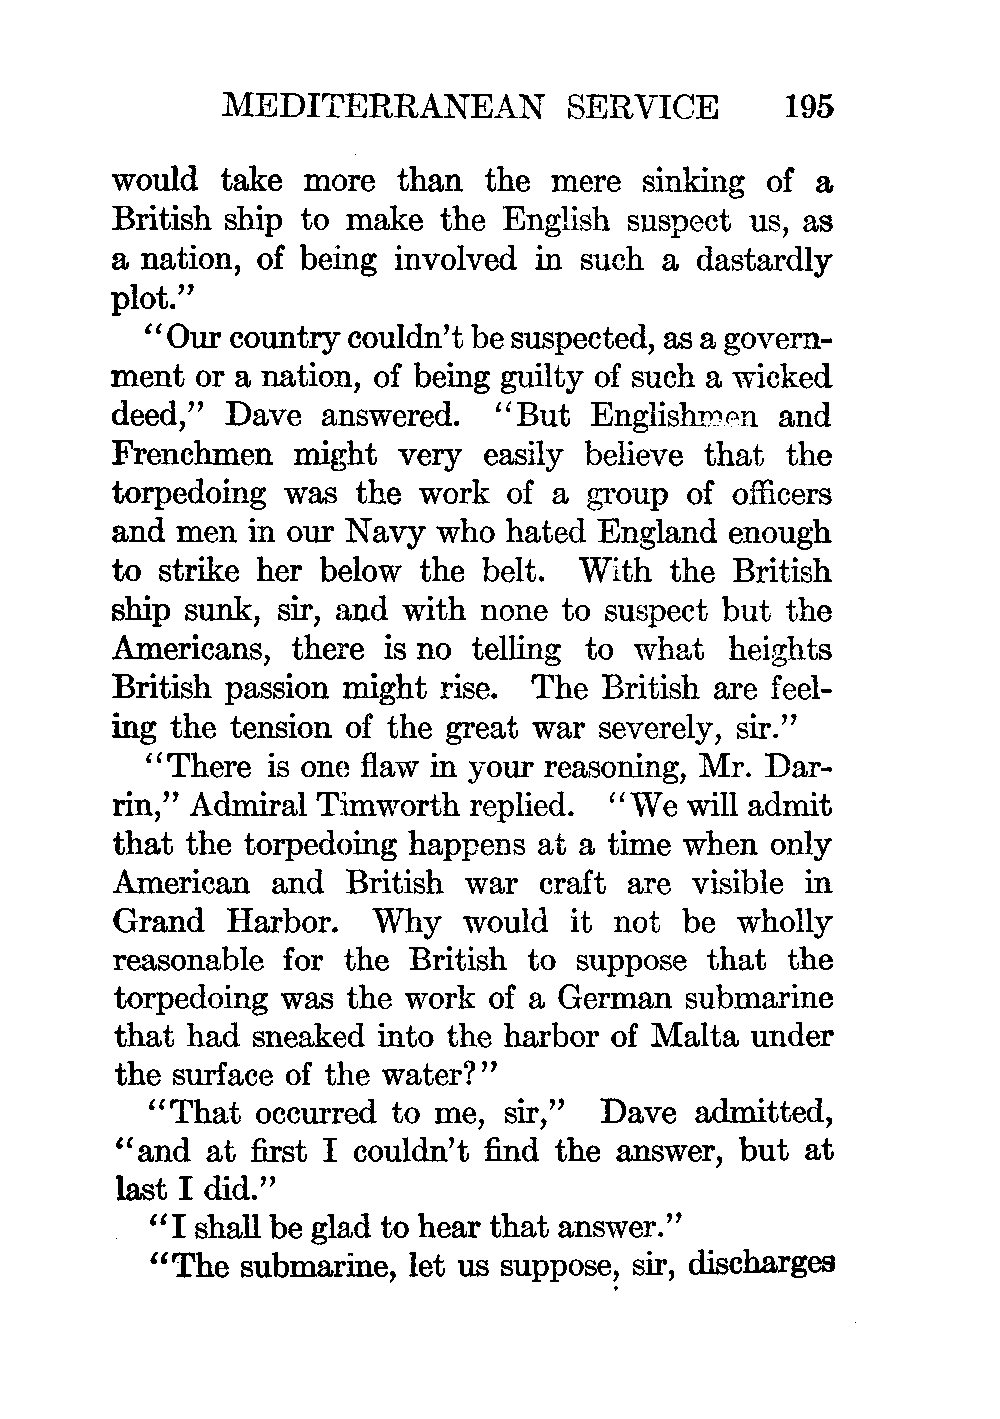 MEDITERRANEAN SERVICE 195
would take more than the mere sinking of a
British ship to make the English suspect us, as
a nation, of being involved in such a dastardly
plot.”
“Our country couldn’t be suspected, as a govern-
ment or a nation, of being guilty of such a wicked
deed,” Dave answered. “But Englishmen and
Frenchmen might very easily believe that the
torpedoing was the work of a group of officers
and men in our Navy who hated England enough
to strike her below the belt. With the British
ship sunk, sir, and with none to suspect but the
Americans, there is no telling to what heights
British passion might rise. The British are feel-
ing the tension of the great war severely, sir.”
“There is one flaw in your reasoning, Mr. Dar-
rin,” Admiral Timworth replied. “We will admit
that the torpedoing happens at a time when only
American and British war craft are visible in
Grand Harbor. Why would it not be wholly
reasonable for the British to suppose that the
torpedoing was the work of a German submarine
that had sneaked into the harbor of Malta under
the surface of the water?”
“That occurred to me, sir,” Dave admitted,
“and at first I couldn’t find the answer, but at
last I did.”
“I shall be glad to hear that answer.”
“The submarine, let us suppose, sir, discharges